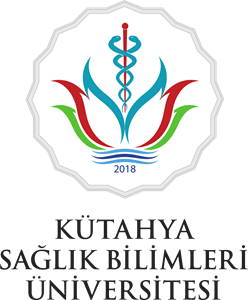 2018
KÜTAHYA
SAĞLIK BİLİMLERİ
ÜNİVERSİTESİ